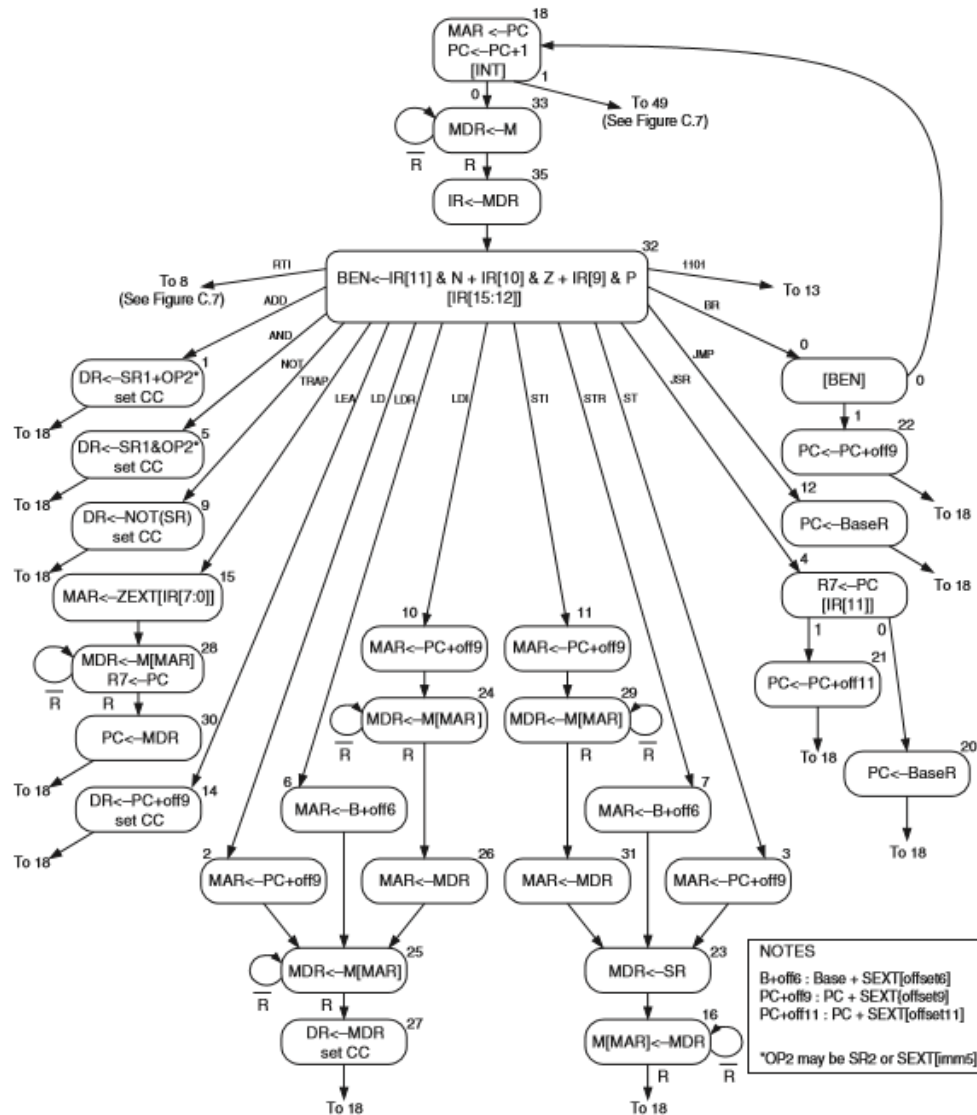 18
MAR <–PC
PC<–PC+1
[INT]
0
1
To 49
(See Figure C.7)
33
MDR<–M
R
R
35
IR<–MDR
32
BEN<–IR[11] & N + IR[10] & Z + IR[9] & P
[IR[15:12]]
RTI
To 8
(See Figure C.7)
1101
To 13
ADD
AND
NOT
TRAP
LEA
LD
LDR
LDI
STI
STR
ST
JSR
JMP
BR
1
DR<–SR1+OP2*
set CC
To 18
5
DR<–SR1&OP2*
set CC
To 18
9
DR<–NOT(SR)
set CC
To 18
15
MAR<–ZEXT[IR[7:0]]
28
MDR<–M[MAR]
R7<–PC
R
R
30
PC<–MDR
To 18
14
DR<–PC+off9
set CC
To 18
0
[BEN]
0
1
22
PC<–PC+off9
To 18
12
PC<–BaseR
To 18
4
R7<–PC
[IR[11]]
1
0
21
PC<–PC+off11
To 18
20
PC<–BaseR
To 18
10
MAR<–PC+off9
24
MDR<–M[MAR]
R
R
11
MAR<–PC+off9
29
MDR<–M[MAR]
R
R
6
MAR<–B+off6
7
MAR<–B+off6
2
MAR<–PC+off9
26
MAR<–MDR
31
MAR<–MDR
3
MAR<–PC+off9
25
MDR<–M[MAR]
R
R
27
DR<–MDR
set CC
To 18
23
MDR<–SR
16
M[MAR]<–MDR
R
R
To 18
NOTES
B+off6 : Base + SEXT[offset6]
PC+off9 : PC + SEXT[offset9]
PC+off11 : PC + SEXT[offset11]
*OP2 may be SR2 or SEXT[imm5]